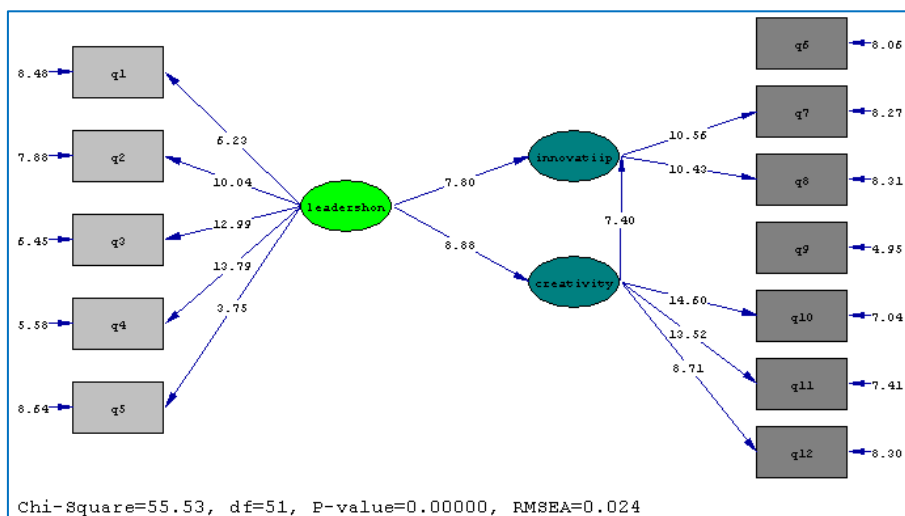 8.48 q1
7.88 q2
6.45 q3
5.58 q4
8.64 q5
6.23
10.04
12.99
13.79
3.75
leadershon
7.80
8.88
innovatiip
7.40
creativity
10.56
10.43
14.60
13.52
8.71
q6 8.06
q7 8.27
q8 8.31
q9 4.95
q10 7.04
q11 7.41
q12 8.30
Chi-Square=55.53, df=51, P-value=0.00000, RMSEA=0.024